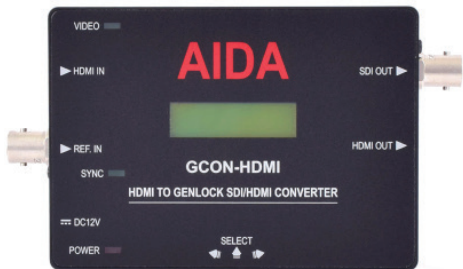 VIDEO
HDMI IN
AIDA
SDI OUT
REF. IN
HDMI OUT
GCON-HDMI
SYNC
HDMI TO GENLOCK SDI/HDMI CONVERTER
DC12V
SELECT
POWER